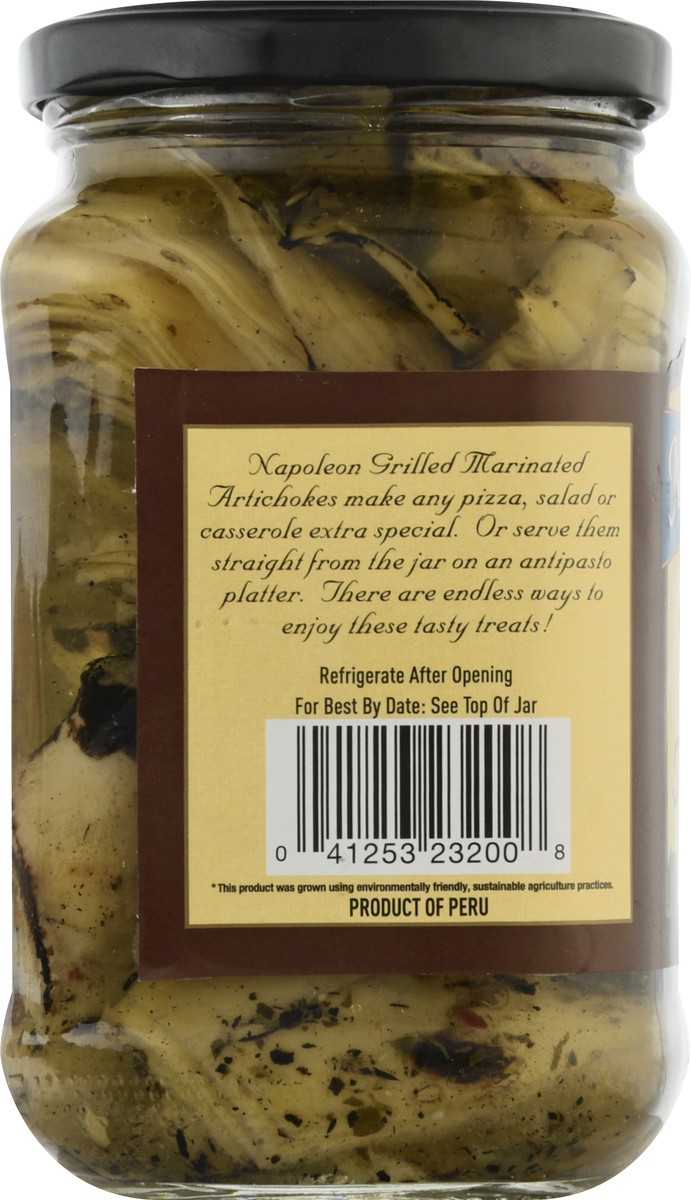 Napoleon Grilled Marinated
Artichokes make any pizza, salad or
casserole extra special. Or serve them
straight from the jar on an antipasto
platter. There are endless ways to
enjoy these tasty treats!
Refrigerate After Opening
For Best By Date: See Top Of Jar
0 41253 23200 8
*This product was grown using environmentally friendly, sustainable agriculture practices.
PRODUCT OF PERU